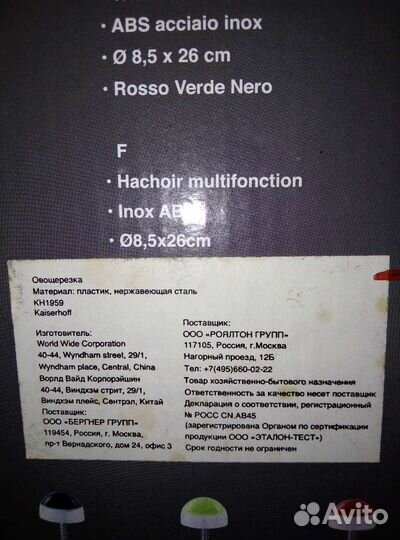 · ABS acciaio inox
· Ø 8,5 x 26 cm
· Rosso Verde Nero
F
· Hachoir multifonction
· Inox AB
· Ø8,5x26cm
Овощерезка
Материал: пластик, нержавеющая сталь
KH1959
Kaiserhoff
Изготовитель:
World Wide Corporation
40-44, Wyndham street, 29/1,
Wyndham place, Central, China
Ворлд Вайд Корпорэйшин
40-44, Виндхэм стрит, 29/1,
Виндхэм плейс, Сентрэл, Китай
Поставщик:
ООО «БЕРГНЕР ГРУПП»
119454, Россия, г. Москва,
пр-т Вернадского, дом 24, офис 3
Поставщик:
ООО «РОЯЛТОН ГРУПП»
117105, Россия, г.Москва
Нагорный проезд, 12Б
Тел: +7(495)660-02-22
Товар хозяйственно-бытового назначения
Ответственность за качество несет поставщик
Декларация о соответствии, регистрационный
№ РОСС CN.АВ45
(зарегистрирована Органом по сертификации
продукции ООО «ЭТАЛОН-ТЕСТ»)
Срок годности не ограничен
Avito